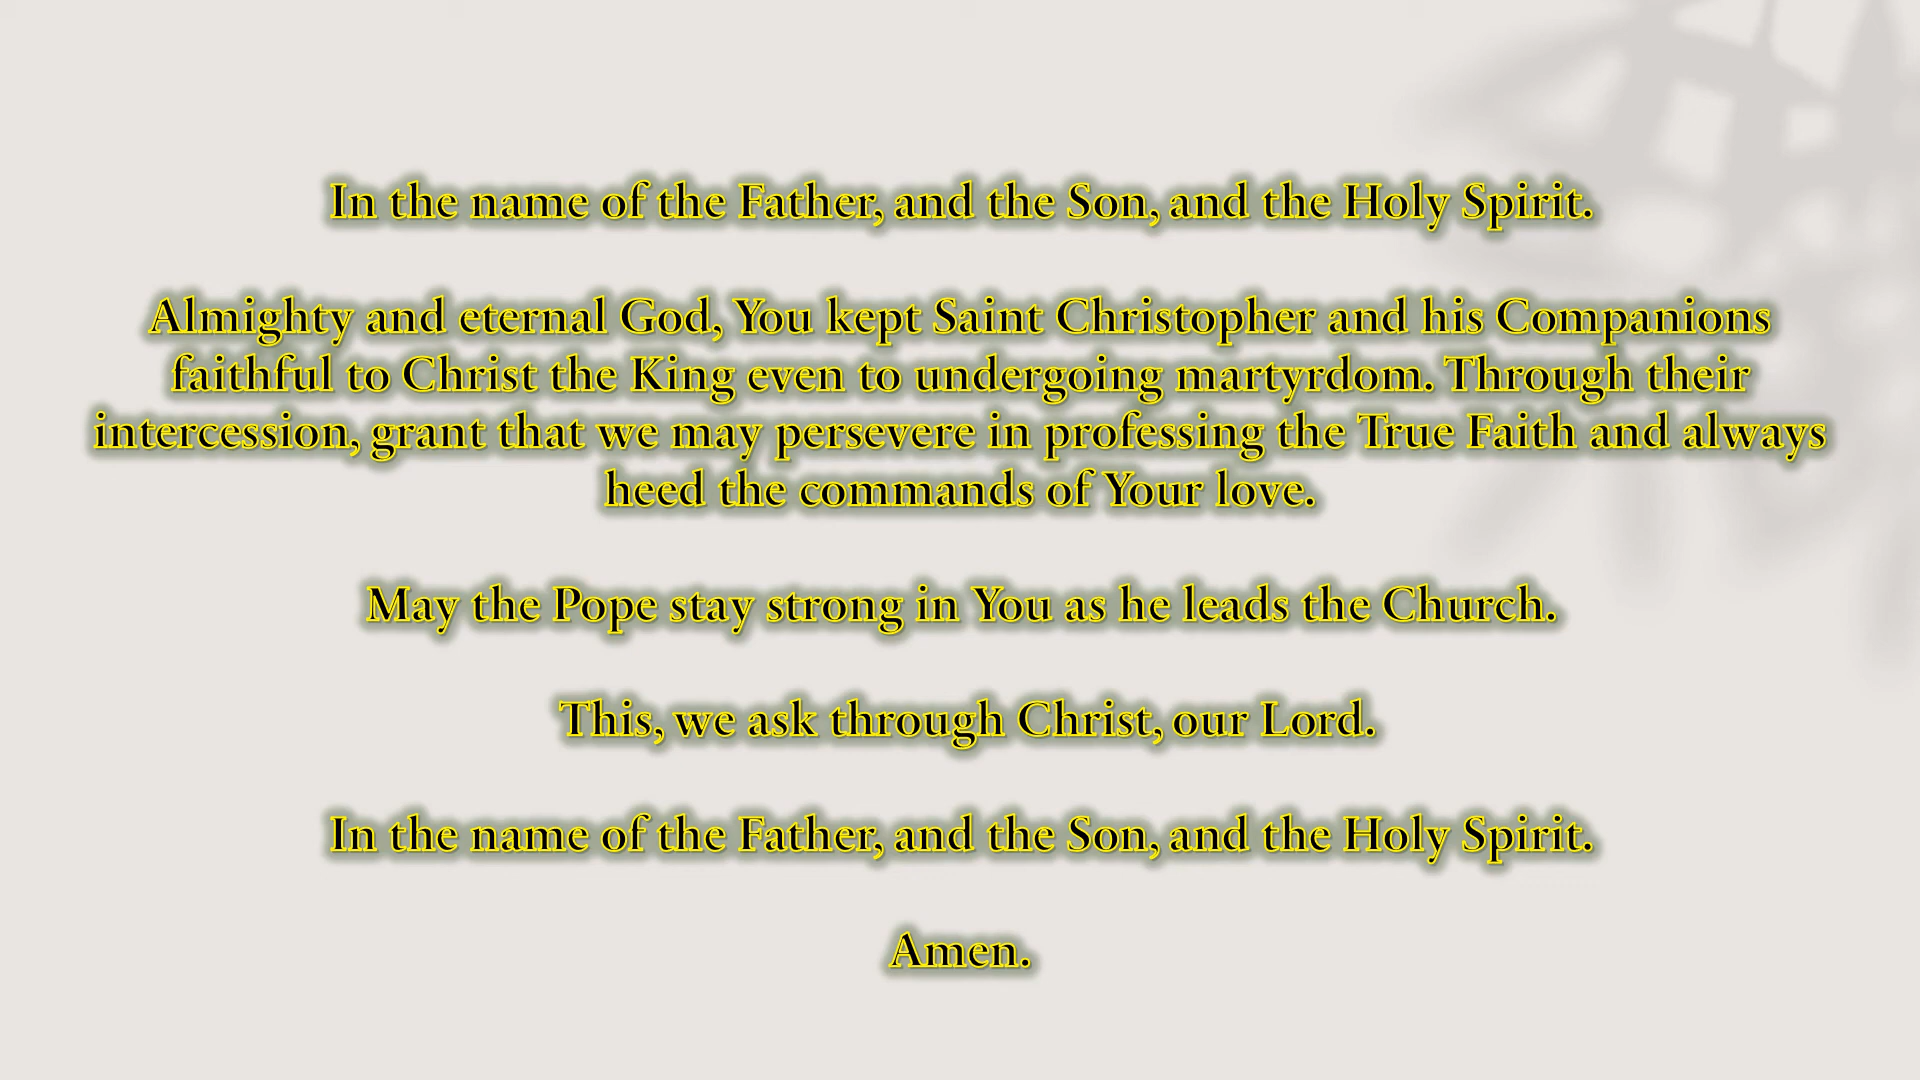 In the name of the Father, and the Son, and the Holy Spirit.
Almighty and eternal God, You kept Saint Christopher and his Companions
faithful to Christ the King even to undergoing martyrdom. Through their
intercession, grant that we may persevere in professing the True Faith and always
heed the commands of Your love.
May the Pope stay strong in You as he leads the Church.
This, we ask through Christ, our Lord.
In the name of the Father, and the Son, and the Holy Spirit.
Amen.